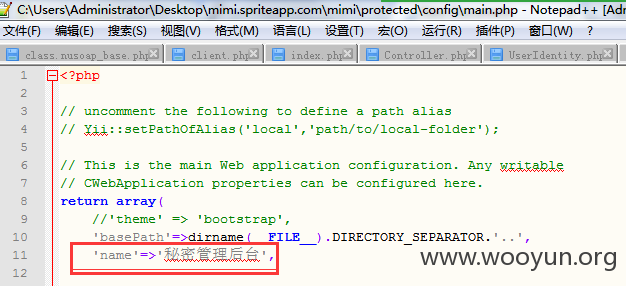 C:\Users\Administrator\Desktop\mimi.spriteapp.com\mimi\protected\config\main.php - Notepad++ [Ad
文件(F) 编辑(E) 搜索(S) 视图(V) 格式(M) 语言(L) 设置(T) 宏(O) 运行(R) 插件(P) 窗口(W) ?
class.nusoap_base.php client.php index.php Controller.php UserIdentity.php
1 <?php
2
3 // uncomment the following to define a path alias
4 // Yii::setPathOfAlias('local','path/to/local-folder');
5
6 // This is the main Web application configuration. Any writable
7 // CWebApplication properties can be configured here.
8 return array(
9 //'theme' => 'bootstrap',
10 'basePath'=>dirname(__FILE__).DIRECTORY_SEPARATOR.'..',
11 'name'=>'秘密管理后台',
12
www.wooyun.org